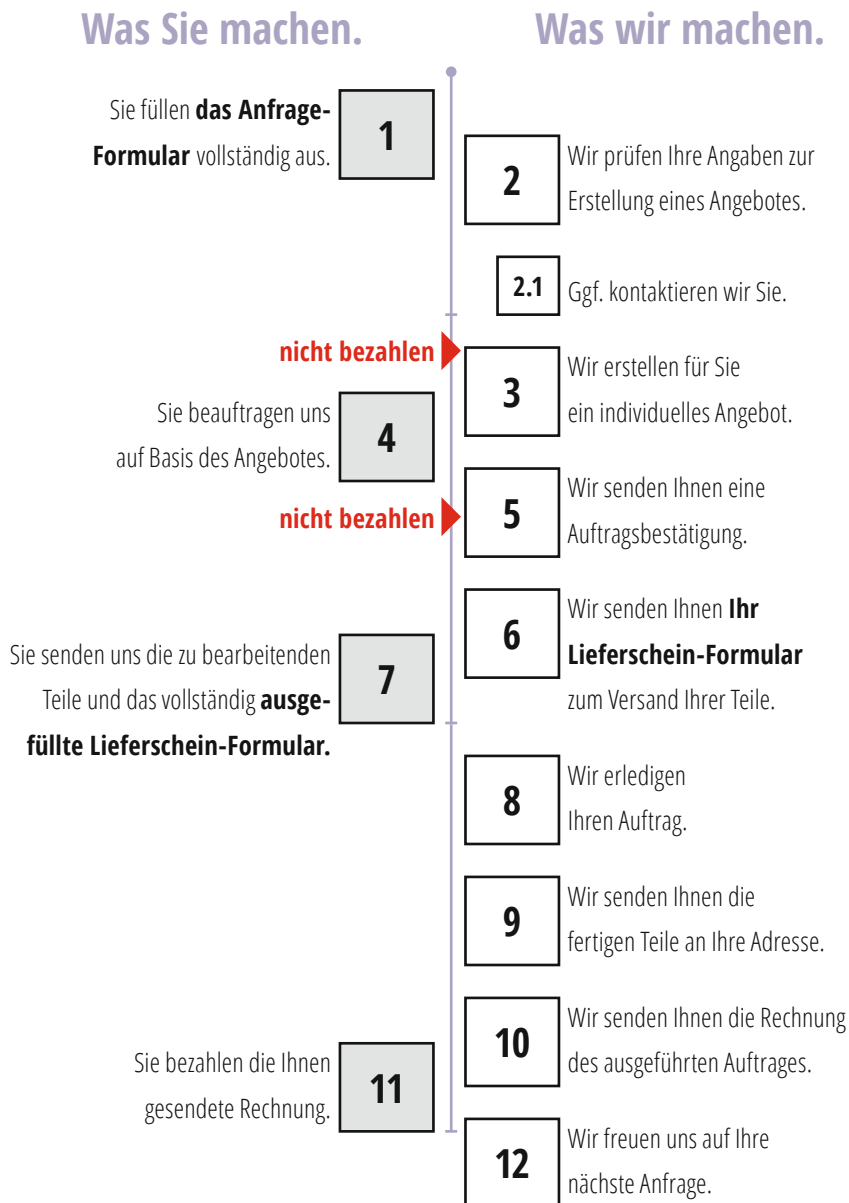 Was Sie machen.
Was wir machen.
Sie füllen das Anfrage-
Formular vollständig aus.
1
2
Wir prüfen Ihre Angaben zur
Erstellung eines Angebotes.
2.1
Ggf. kontaktieren wir Sie.
nicht bezahlen
3
Wir erstellen für Sie
ein individuelles Angebot.
Sie beauftragen uns
auf Basis des Angebotes.
4
nicht bezahlen
5
Wir senden Ihnen eine
Auftragsbestätigung.
6
Wir senden Ihnen Ihr
Lieferschein-Formular
zum Versand Ihrer Teile.
Sie senden uns die zu bearbeitenden
Teile und das vollständig ausge-
füllte Lieferschein-Formular.
7
8
Wir erledigen
Ihren Auftrag.
9
Wir senden Ihnen die
fertigen Teile an Ihre Adresse.
10
Wir senden Ihnen die Rechnung
des ausgeführten Auftrages.
Sie bezahlen die Ihnen
gesendete Rechnung.
11
12
Wir freuen uns auf Ihre
nächste Anfrage.